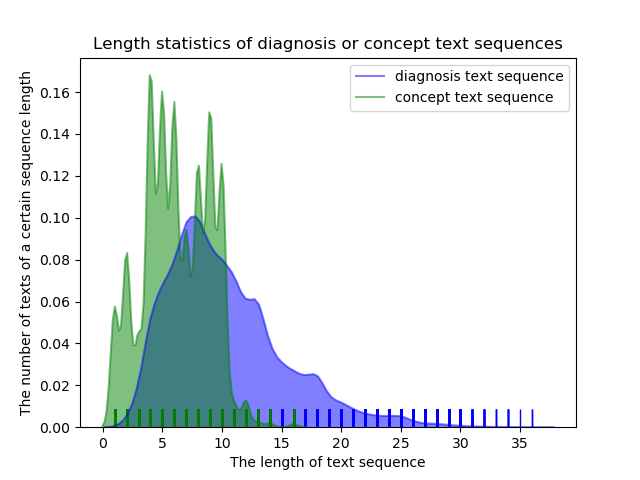 Length statistics of diagnosis or concept text sequences
diagnosis text sequence
concept text sequence
The number of texts of a certain sequence length
0.16
0.14
0.12
0.10
0.08
0.06
0.04
0.02
0.00
0 5 10 15 20 25 30 35
The length of text sequence